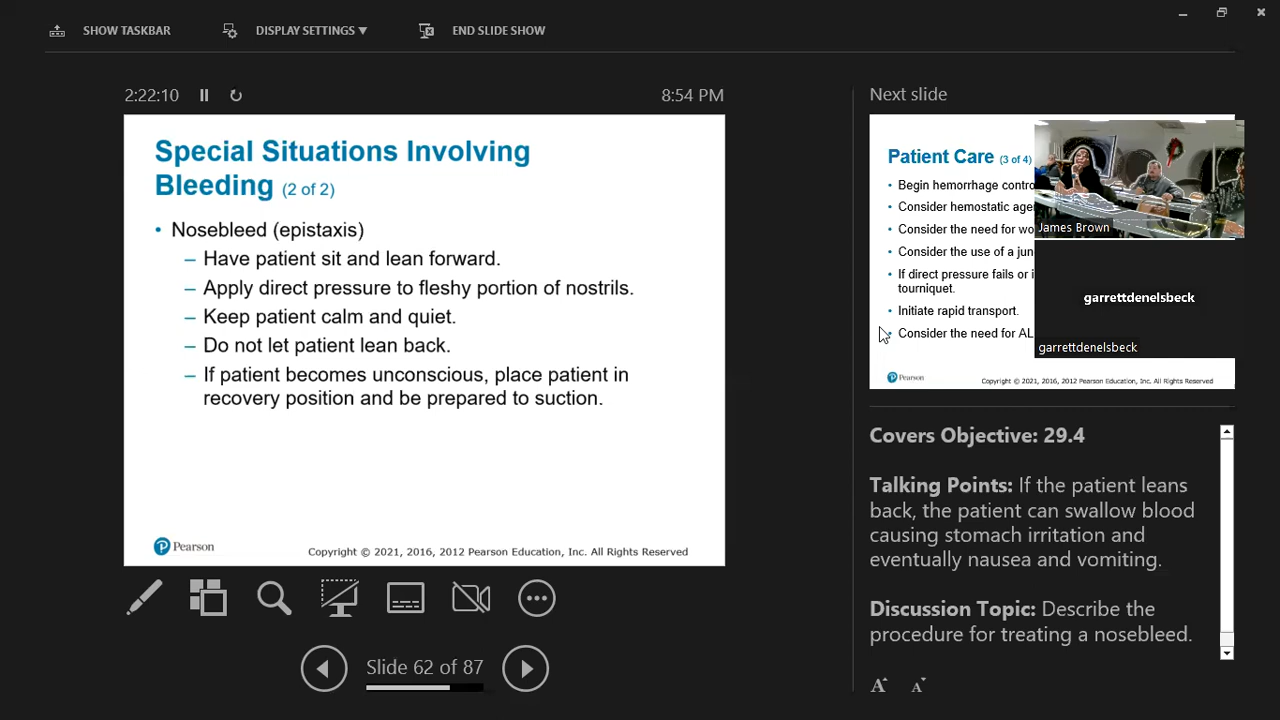 SHOW TASKBAR
DISPLAY SETTINGS ▼
END SLIDE SHOW
2:22:10
8:54 PM
Special Situations Involving
Bleeding (2 of 2)
• Nosebleed (epistaxis)
– Have patient sit and lean forward.
– Apply direct pressure to fleshy portion of nostrils.
– Keep patient calm and quiet.
– Do not let patient lean back.
– If patient becomes unconscious, place patient in
recovery position and be prepared to suction.
Pearson
Copyright © 2021, 2016, 2012 Pearson Education, Inc. All Rights Reserved
Slide 62 of 87
Next slide
Patient Care (3 of 4)
• Begin hemorrhage contro
• Consider hemostatic age
• Consider the need for wo
• Consider the use of a jun
• If direct pressure fails or i
tourniquet.
• Initiate rapid transport.
• Consider the need for AL
Pearson
Copyright © 2021, 2016, 2012 Pearson Education, Inc. All Rights Reserved
James Brown
garrettdenelsbeck
garrettdenelsbeck
Covers Objective: 29.4
Talking Points: If the patient leans
back, the patient can swallow blood
causing stomach irritation and
eventually nausea and vomiting.
Discussion Topic: Describe the
procedure for treating a nosebleed.
A A